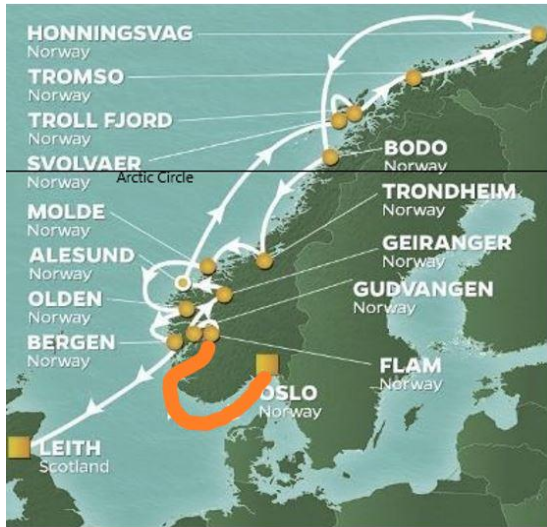 HONNINGSVAG
Norway
TROMSO
Norway
TROLL FJORD
Norway
SVOLVAER
Norway
Arctic Circle
BODO
Norway
MOLDE
Norway
TRONDHEIM
Norway
ALESUND
Norway
GEIRANGER
Norway
OLDEN
Norway
GUDVANGEN
Norway
BERGEN
Norway
FLAM
Norway
OSLO
Norway
LEITH
Scotland